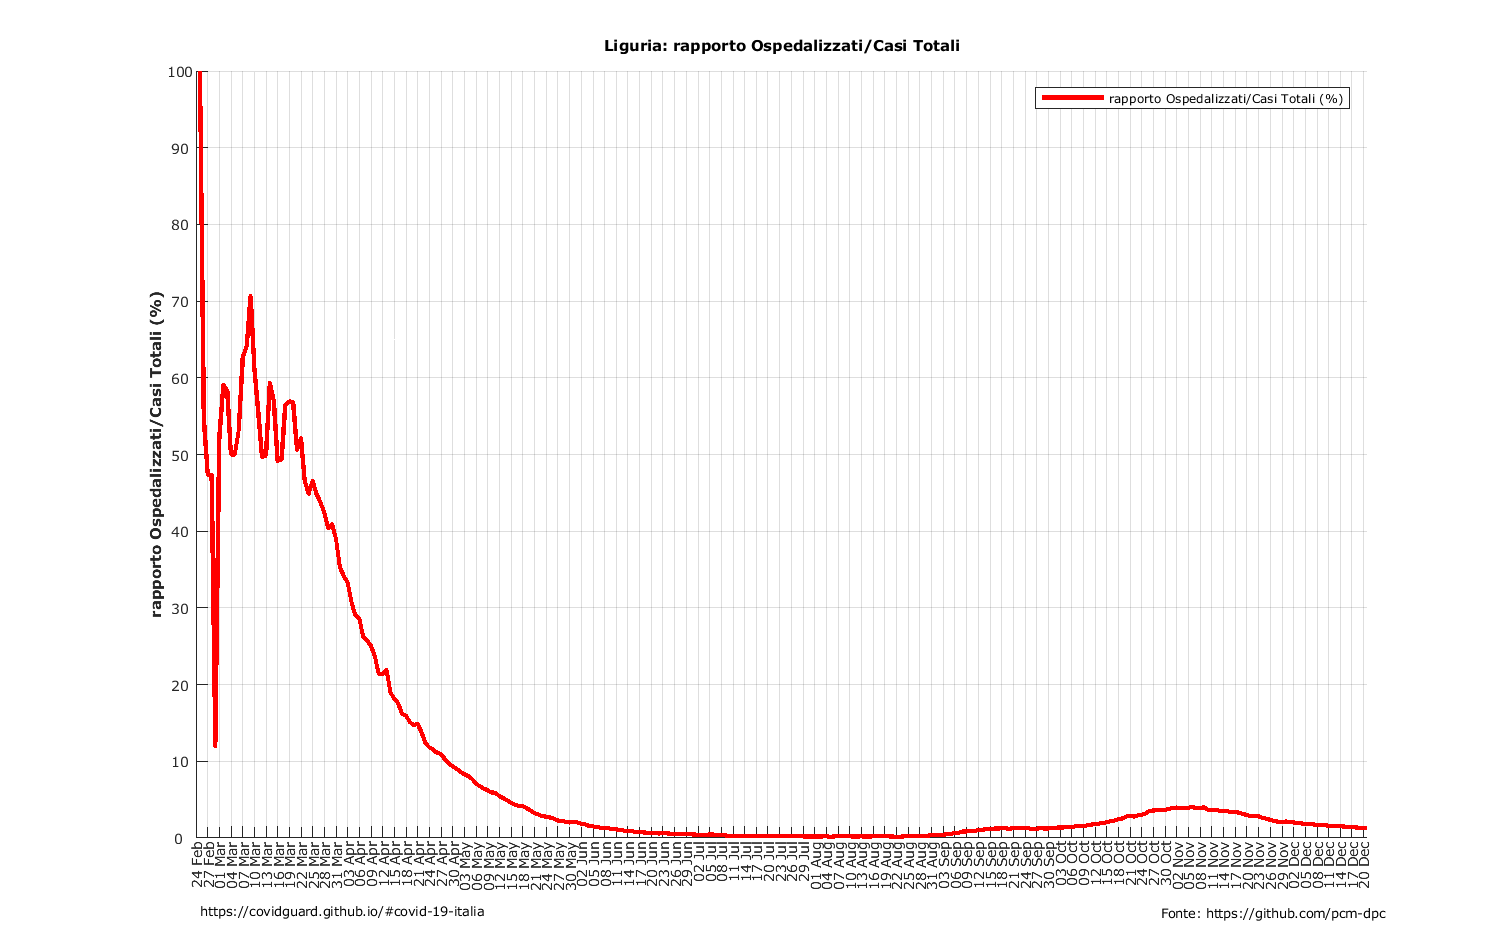 Liguria: rapporto Ospedalizzati/Casi Totali
rapporto Ospedalizzati/Casi Totali (%)
rapporto Ospedalizzati/Casi Totali (%)
100
90
80
70
60
50
40
30
20
10
0
24 Feb
27 Feb
01 Mar
04 Mar
07 Mar
10 Mar
13 Mar
16 Mar
19 Mar
22 Mar
25 Mar
28 Mar
31 Mar
03 Apr
06 Apr
09 Apr
12 Apr
15 Apr
18 Apr
21 Apr
24 Apr
27 Apr
30 Apr
03 May
06 May
09 May
12 May
15 May
18 May
21 May
24 May
27 May
30 May
02 Jun
05 Jun
08 Jun
11 Jun
14 Jun
17 Jun
20 Jun
23 Jun
26 Jun
29 Jun
02 Jul
05 Jul
08 Jul
11 Jul
14 Jul
17 Jul
20 Jul
23 Jul
26 Jul
29 Jul
01 Aug
04 Aug
07 Aug
10 Aug
13 Aug
16 Aug
19 Aug
22 Aug
25 Aug
28 Aug
31 Aug
03 Sep
06 Sep
09 Sep
12 Sep
15 Sep
18 Sep
21 Sep
24 Sep
27 Sep
30 Sep
03 Oct
06 Oct
09 Oct
12 Oct
15 Oct
18 Oct
21 Oct
24 Oct
27 Oct
30 Oct
02 Nov
05 Nov
08 Nov
11 Nov
14 Nov
17 Nov
20 Nov
23 Nov
26 Nov
29 Nov
02 Dec
05 Dec
08 Dec
11 Dec
14 Dec
17 Dec
20 Dec
https://covidguard.github.io/#covid-19-italia
Fonte: https://github.com/pcm-dpc